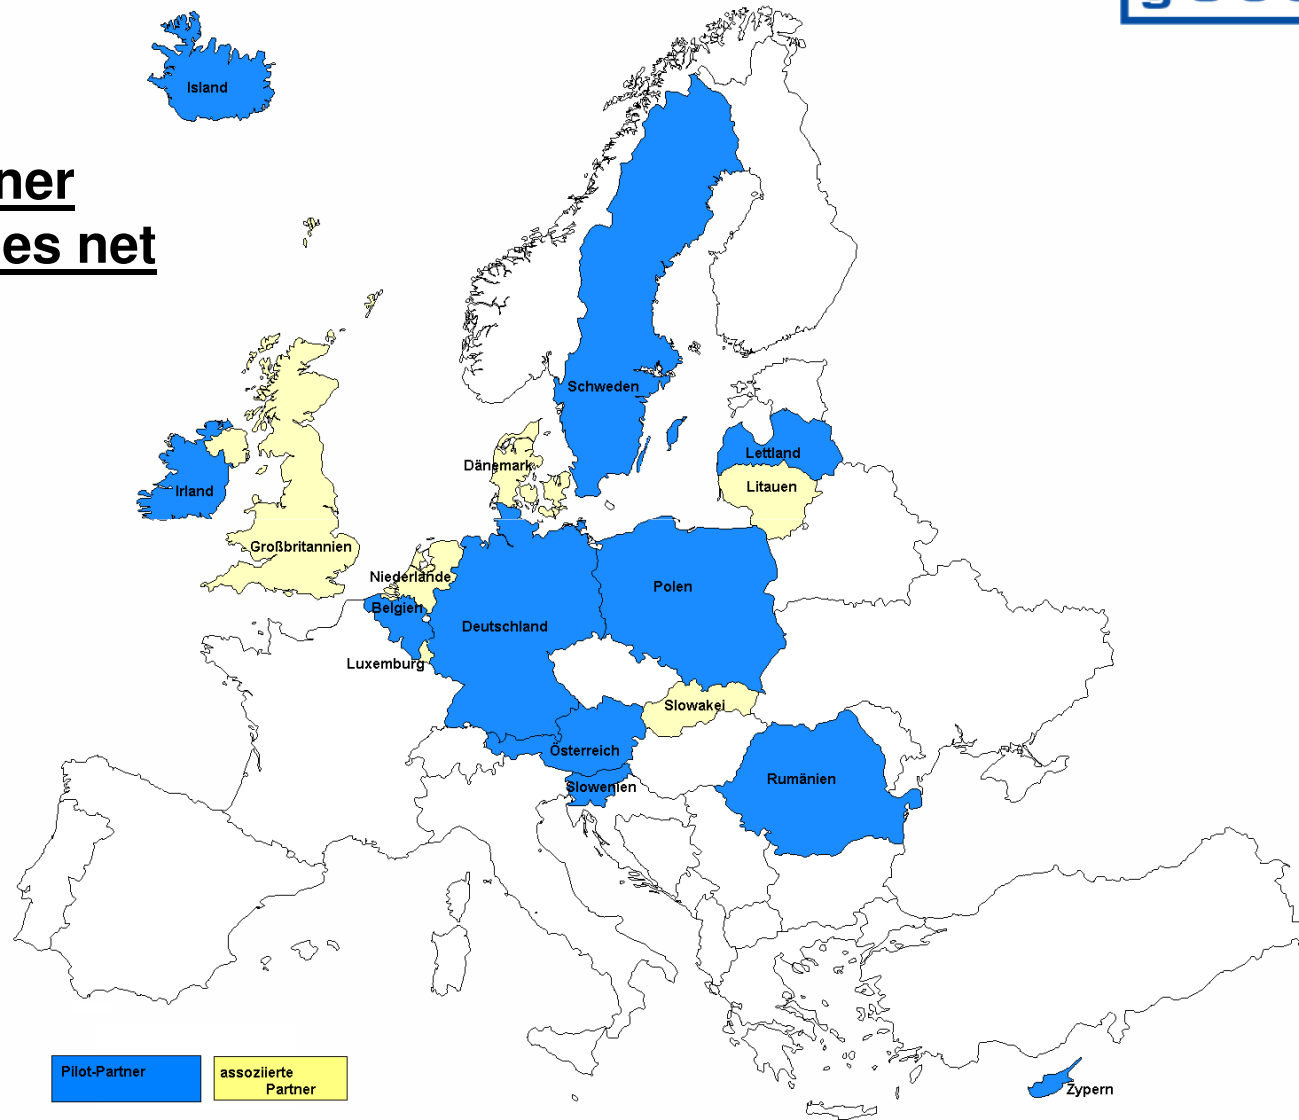 Island
ner
es net
Schweden
Dänemark
Lettland
Litauen
Irland
Großbritannien
Niederlande
Belgien
Polen
Deutschland
Luxemburg
Slowakei
Österreich
Slowenien
Rumänien
Pilot-Partner
assoziierte
Partner
Zypern